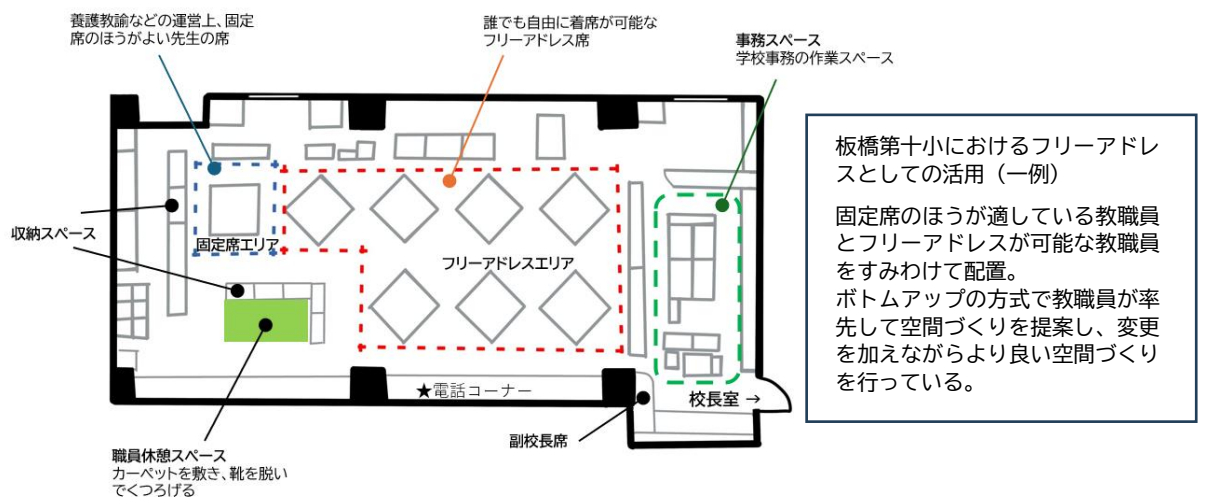 養護教諭などの運営上、固定
席のほうがよい先生の席
誰でも自由に着席が可能な
フリーアドレス席
事務スペース
学校事務の作業スペース
収納スペース
固定席エリア
フリーアドレスエリア
★電話コーナー
校長室 →
副校長席
職員休憩スペース
カーペットを敷き、靴を脱い
でくつろげる
板橋第十小におけるフリーアドレ
スとしての活用（一例）
固定席のほうが適している教職員
とフリーアドレスが可能な教職員
をすみわけて配置。
ボトムアップの方式で教職員が率
先して空間づくりを提案し、変更
を加えながらより良い空間づくり
を行っている。